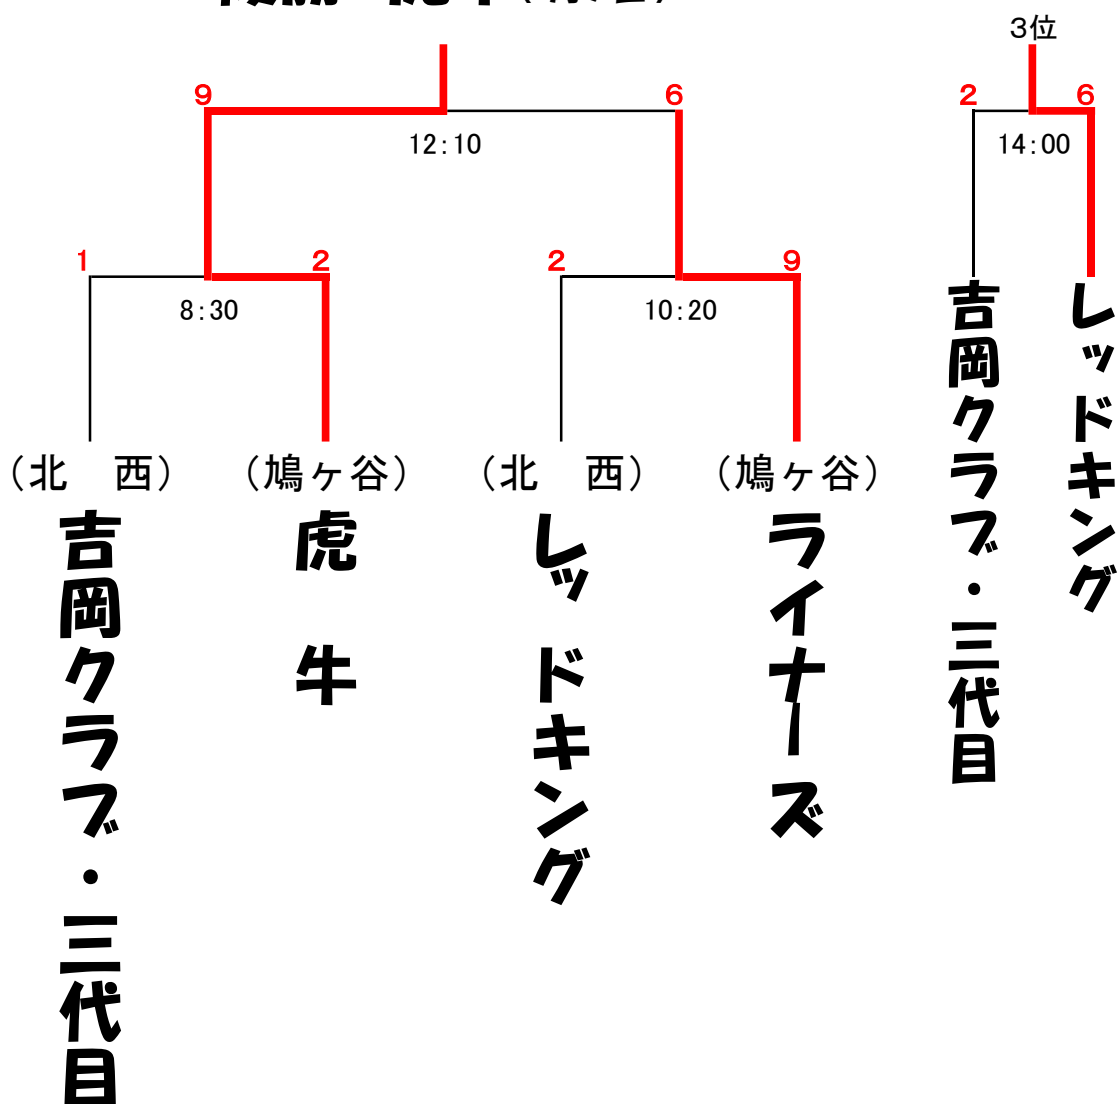 3位
9
6
2
6
12:10
14:00
1
2
2
9
8:30
10:20
吉岡クラブ・三代目
レッドキング
(北 西)
(鳩ヶ谷)
(北 西)
(鳩ヶ谷)
吉岡クラブ・三代目
虎 牛
レッドキング
ライナーズ